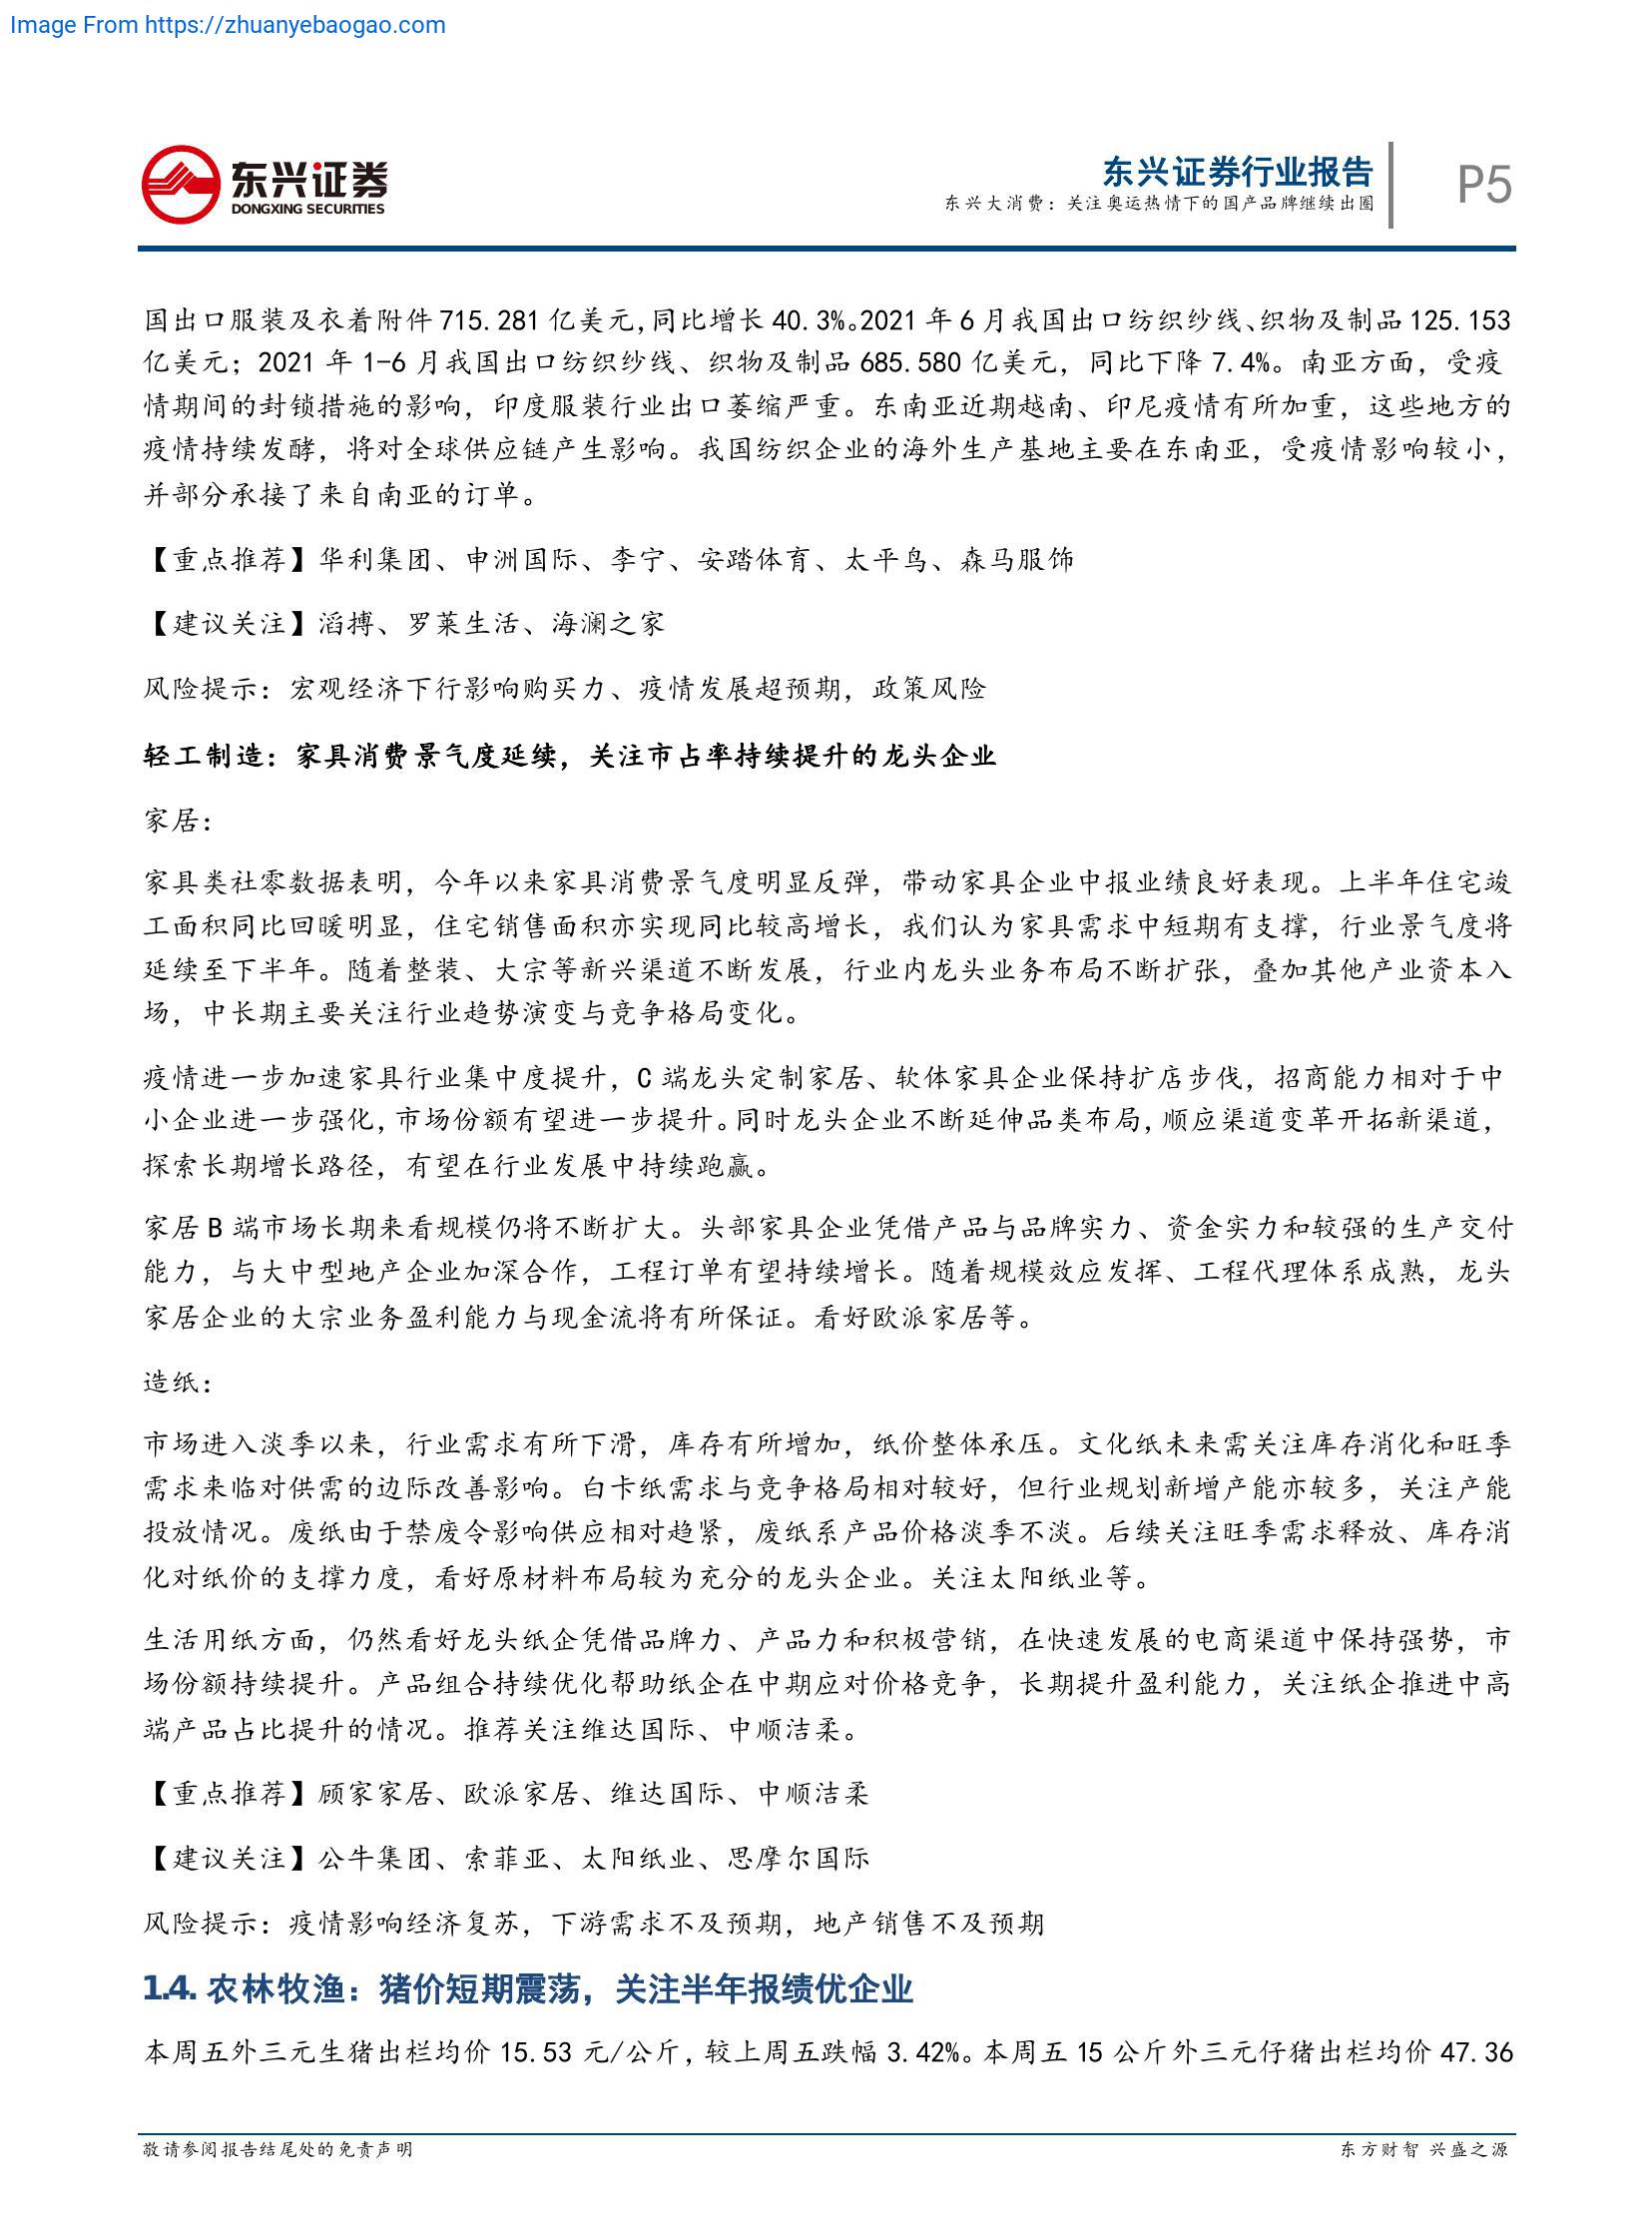 Image From https://zhuanyebaogao.com
东兴证券
DONGXING SECURITIES
东兴证券行业报告
东兴大消费：关注奥运热情下的国产品牌继续出圈
P5
国出口服装及衣着附件 715.281 亿美元，同比增长 40.3%。2021 年 6 月我国出口纺织纱线、织物及制品 125.153
亿美元；2021 年 1-6 月我国出口纺织纱线、织物及制品 685.580 亿美元，同比下降 7.4%。南亚方面，受疫
情期间的封锁措施的影响，印度服装行业出口萎缩严重。东南亚近期越南、印尼疫情有所加重，这些地方的
疫情持续发酵，将对全球供应链产生影响。我国纺织企业的海外生产基地主要在东南亚，受疫情影响较小，
并部分承接了来自南亚的订单。
【重点推荐】华利集团、申洲国际、李宁、安踏体育、太平鸟、森马服饰
【建议关注】滔搏、罗莱生活、海澜之家
风险提示：宏观经济下行影响购买力、疫情发展超预期，政策风险
轻工制造：家具消费景气度延续，关注市占率持续提升的龙头企业
家居：
家具类社零数据表明，今年以来家具消费景气度明显反弹，带动家具企业中报业绩良好表现。上半年住宅竣
工面积同比回暖明显，住宅销售面积亦实现同比较高增长，我们认为家具需求中短期有支撑，行业景气度将
延续至下半年。随着整装、大宗等新兴渠道不断发展，行业内龙头业务布局不断扩张，叠加其他产业资本入
场，中长期主要关注行业趋势演变与竞争格局变化。
疫情进一步加速家具行业集中度提升，C 端龙头定制家居、软体家具企业保持扩店步伐，招商能力相对于中
小企业进一步强化，市场份额有望进一步提升。同时龙头企业不断延伸品类布局，顺应渠道变革开拓新渠道，
探索长期增长路径，有望在行业发展中持续跑赢。
家居 B 端市场长期来看规模仍将不断扩大。头部家具企业凭借产品与品牌实力、资金实力和较强的生产交付
能力，与大中型地产企业加深合作，工程订单有望持续增长。随着规模效应发挥、工程代理体系成熟，龙头
家居企业的大宗业务盈利能力与现金流将有所保证。看好欧派家居等。
造纸：
市场进入淡季以来，行业需求有所下滑，库存有所增加，纸价整体承压。文化纸未来需关注库存消化和旺季
需求来临对供需的边际改善影响。白卡纸需求与竞争格局相对较好，但行业规划新增产能亦较多，关注产能
投放情况。废纸由于禁废令影响供应相对趋紧，废纸系产品价格淡季不淡。后续关注旺季需求释放、库存消
化对纸价的支撑力度，看好原材料布局较为充分的龙头企业。关注太阳纸业等。
生活用纸方面，仍然看好龙头纸企凭借品牌力、产品力和积极营销，在快速发展的电商渠道中保持强势，市
场份额持续提升。产品组合持续优化帮助纸企在中期应对价格竞争，长期提升盈利能力，关注纸企推进中高
端产品占比提升的情况。推荐关注维达国际、中顺洁柔。
【重点推荐】顾家家居、欧派家居、维达国际、中顺洁柔
【建议关注】公牛集团、索菲亚、太阳纸业、思摩尔国际
风险提示：疫情影响经济复苏，下游需求不及预期，地产销售不及预期
1.4. 农林牧渔：猪价短期震荡，关注半年报绩优企业
本周五外三元生猪出栏均价 15.53 元/公斤，较上周五跌幅 3.42%。本周五 15 公斤外三元仔猪出栏均价 47.36
敬请参阅报告结尾处的免责声明
东方财智 兴盛之源